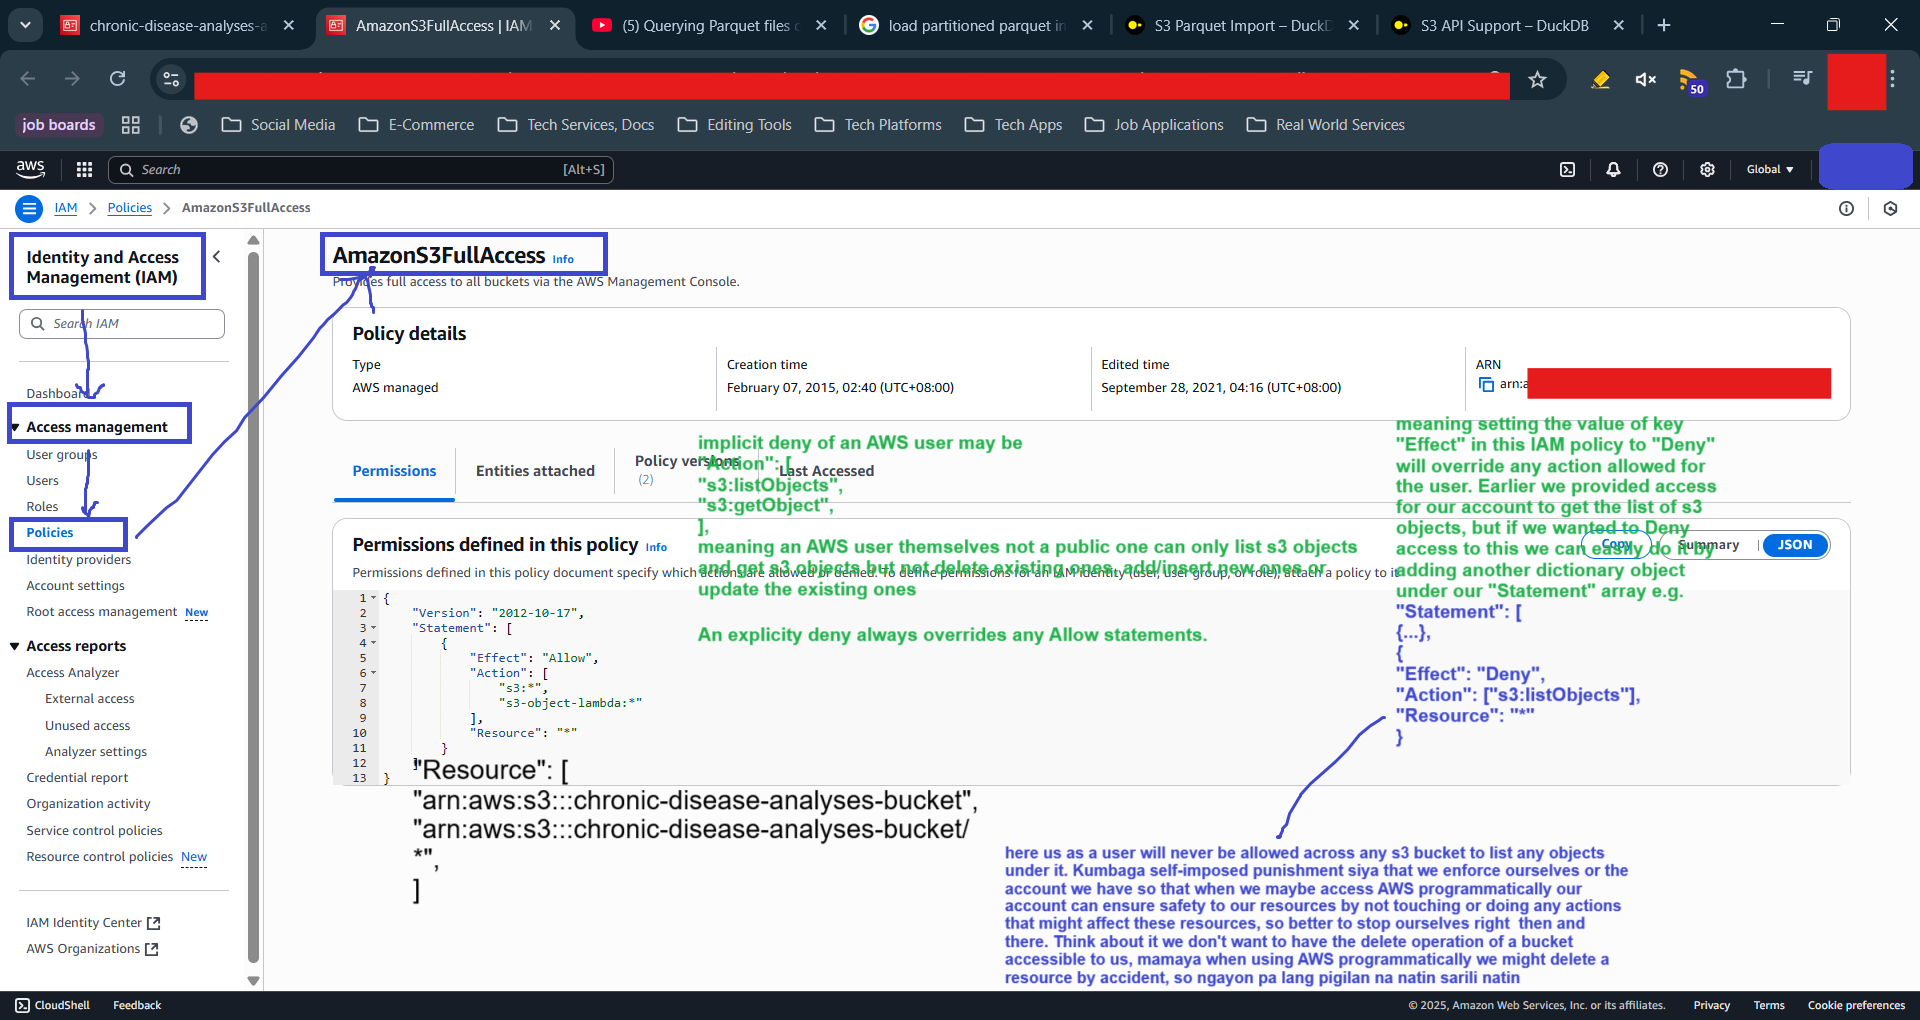 chronic-disease-analyses-a
AmazonS3FullAccess | IAM
(5) Querying Parquet files o
load partitioned parquet in
S3 Parquet Import – DuckD
S3 API Support – DuckDB
50
job boards
Social Media
E-Commerce
Tech Services, Docs
Editing Tools
Tech Platforms
Tech Apps
Job Applications
Real World Services
aws
Search
[Alt+S]
Global
IAM
Policies
AmazonS3FullAccess
Identity and Access
Management (IAM)
Search IAM
Dashboard
Access management
User groups
Users
Roles
Policies
Identity providers
Account settings
Root access management New
Access reports
Access Analyzer
External access
Unused access
Analyzer settings
Credential report
Organization activity
Service control policies
Resource control policies New
IAM Identity Center
AWS Organizations
AmazonS3FullAccess Info
Provides full access to all buckets via the AWS Management Console.
Policy details
Type
AWS managed
Creation time
February 07, 2015, 02:40 (UTC+08:00)
Edited time
September 28, 2021, 04:16 (UTC+08:00)
ARN
arn:a
Permissions
Entities attached
Policy versions
(2)
Last Accessed
implicit deny of an AWS user may be
"Action": [
"s3:listObjects",
"s3:getObject",
],
meaning an AWS user themselves not a public one can only list s3 objects
and get s3 objects but not delete existing ones, add/insert new ones or
update the existing ones
An explicity deny always overrides any Allow statements.
Permissions defined in this policy Info
Permissions defined in this policy document specify which actions are allowed or denied. To define permissions for an IAM identity (user, user group, or role), attach a policy to it
Copy
Summary
JSON
1 {
2 "Version": "2012-10-17",
3 "Statement": [
4 {
5 "Effect": "Allow",
6 "Action": [
7 "s3:*",
8 "s3-object-lambda:*"
9 ],
10 "Resource": "*"
11 }
12 ]
13 }
"Resource": [
"arn:aws:s3:::chronic-disease-analyses-bucket",
"arn:aws:s3:::chronic-disease-analyses-bucket/
*",
]
meaning setting the value of key
"Effect" in this IAM policy to "Deny"
will override any action allowed for
the user. Earlier we provided access
for our account to get the list of s3
objects, but if we wanted to Deny
access to this we can easily do it by
adding another dictionary object
under our "Statement" array e.g.
"Statement": [
{...},
{
"Effect": "Deny",
"Action": ["s3:listObjects"],
"Resource": "*"
}
here us as a user will never be allowed across any s3 bucket to list any objects
under it. Kumbaga self-imposed punishment siya that we enforce ourselves or the
account we have so that when we maybe access AWS programmatically our
account can ensure safety to our resources by not touching or doing any actions
that might affect these resources, so better to stop ourselves right then and
there. Think about it we don't want to have the delete operation of a bucket
accessible to us, mamaya when using AWS programmatically we might delete a
resource by accident, so ngayon pa lang pigilan na natin sarili natin
CloudShell
Feedback
© 2025, Amazon Web Services, Inc. or its affiliates.
Privacy
Terms
Cookie preferences